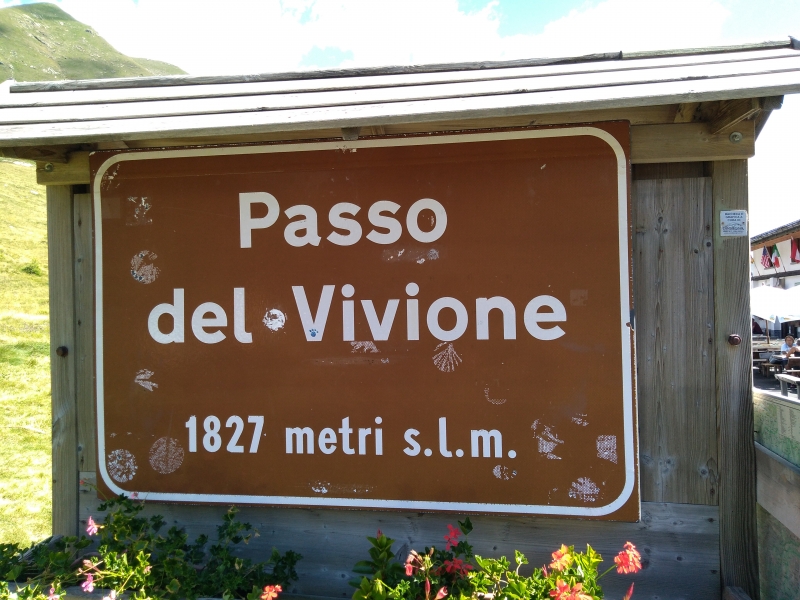 Passo
del Vivione
1827 metri s.l.m.